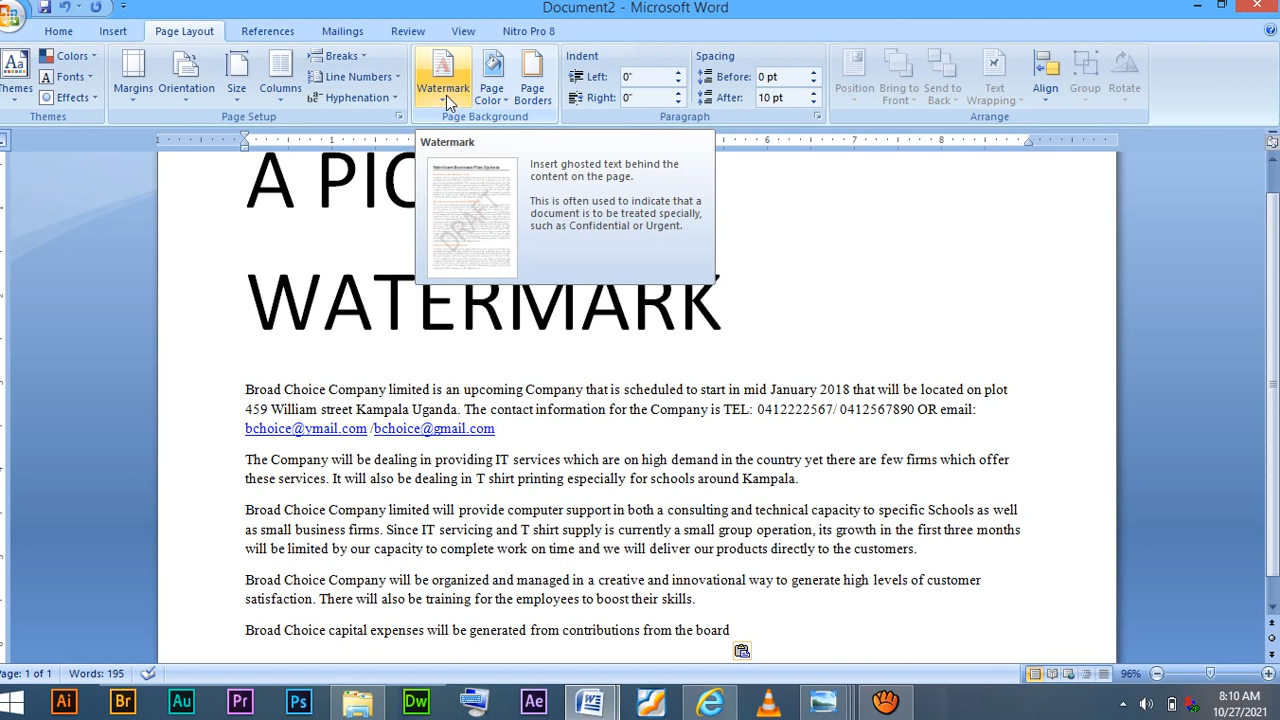 Document2 - Microsoft Word
Home Insert Page Layout References Mailings Review View Nitro Pro 8
Themes Colors Fonts Effects Themes
Margins Orientation Size Columns Breaks Line Numbers Hyphenation Page Setup
Watermark Page Color Page Borders Page Background
Indent Left: 0" Right: 0" Spacing Before: 0 pt After: 10 pt Paragraph
Position Bring to Front Send to Back Text Wrapping Align Group Rotate Arrange
Watermark
Insert ghosted text behind the
content on the page.
This is often used to indicate that a
document is to be treated specially,
such as Confidential or Urgent.
DRAFT
A PIC
WATERMARK
Broad Choice Company limited is an upcoming Company that is scheduled to start in mid January 2018 that will be located on plot
459 William street Kampala Uganda. The contact information for the Company is TEL: 0412222567/ 0412567890 OR email:
bchoice@ymail.com /bchoice@gmail.com
The Company will be dealing in providing IT services which are on high demand in the country yet there are few firms which offer
these services. It will also be dealing in T shirt printing especially for schools around Kampala.
Broad Choice Company limited will provide computer support in both a consulting and technical capacity to specific Schools as well
as small business firms. Since IT servicing and T shirt supply is currently a small group operation, its growth in the first three months
will be limited by our capacity to complete work on time and we will deliver our products directly to the customers.
Broad Choice Company will be organized and managed in a creative and innovational way to generate high levels of customer
satisfaction. There will also be training for the employees to boost their skills.
Broad Choice capital expenses will be generated from contributions from the board
Page: 1 of 1 Words: 195 96%
Ai Br Au Pr Ps Dw Ae
8:10 AM
10/27/2021